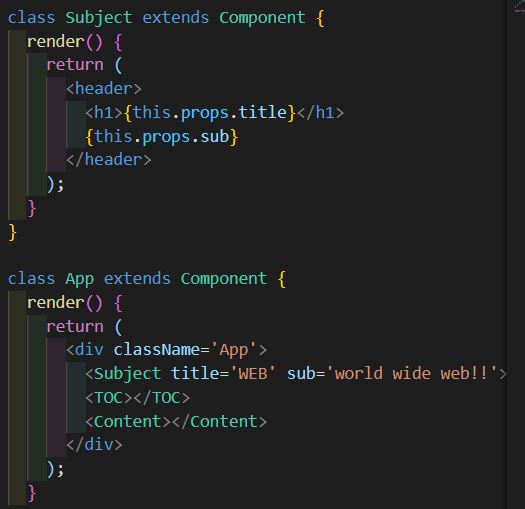 class Subject extends Component {
render() {
return (
<header>
<h1>{this.props.title}</h1>
{this.props.sub}
</header>
);
}
}
class App extends Component {
render() {
return (
<div className='App'>
<Subject title='WEB' sub='world wide web!!'>
<TOC></TOC>
<Content></Content>
</div>
);
}